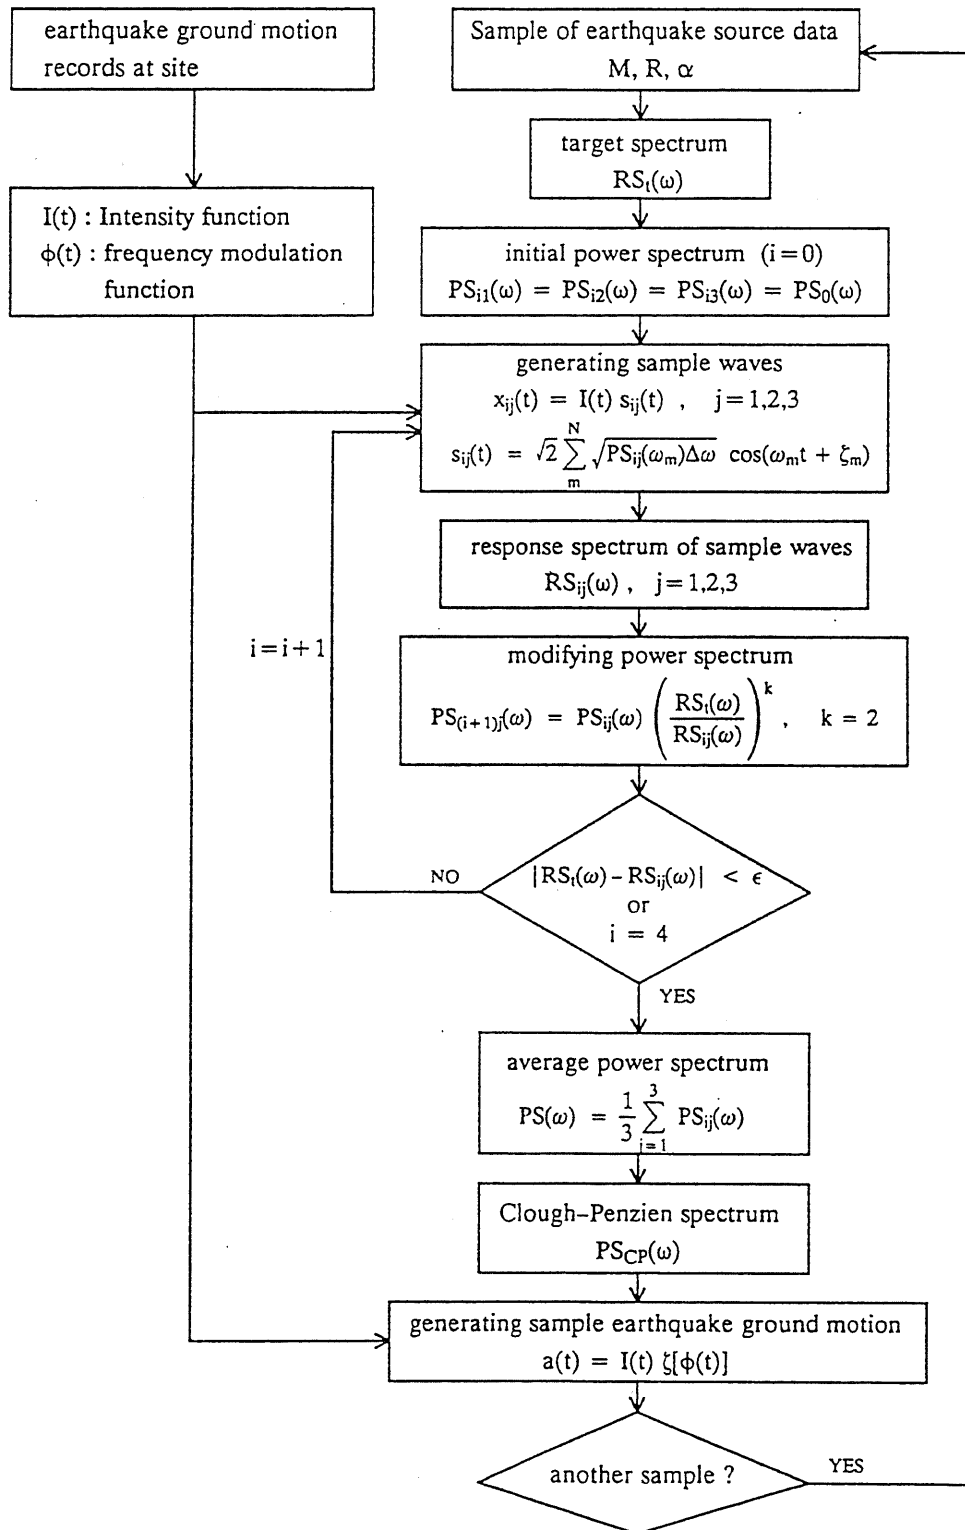 earthquake ground motion
records at site
I(t) : Intensity function
ϕ(t) : frequency modulation
function
Sample of earthquake source data
M, R, α
target spectrum
RSₜ(ω)
initial power spectrum (i=0)
PSᵢ₁(ω) = PSᵢ₂(ω) = PSᵢ₃(ω) = PS₀(ω)
generating sample waves
xᵢⱼ(t) = I(t) sᵢⱼ(t) , j=1,2,3
sᵢⱼ(t) = √2 ∑ₘᴺ √(PSᵢⱼ(ωₘ)Δω) cos(ωₘt + ζₘ)
response spectrum of sample waves
RSᵢⱼ(ω) , j=1,2,3
i=i+1
modifying power spectrum
PS₍ᵢ₊₁₎ⱼ(ω) = PSᵢⱼ(ω) (RSₜ(ω)/RSᵢⱼ(ω))ᵏ , k = 2
NO
|RSₜ(ω) – RSᵢⱼ(ω)| < ϵ
or
i = 4
YES
average power spectrum
PS(ω) = 1/3 ∑ⱼ₌₁³ PSᵢⱼ(ω)
Clough–Penzien spectrum
PS_CP(ω)
generating sample earthquake ground motion
a(t) = I(t) ζ[ϕ(t)]
another sample ?
YES